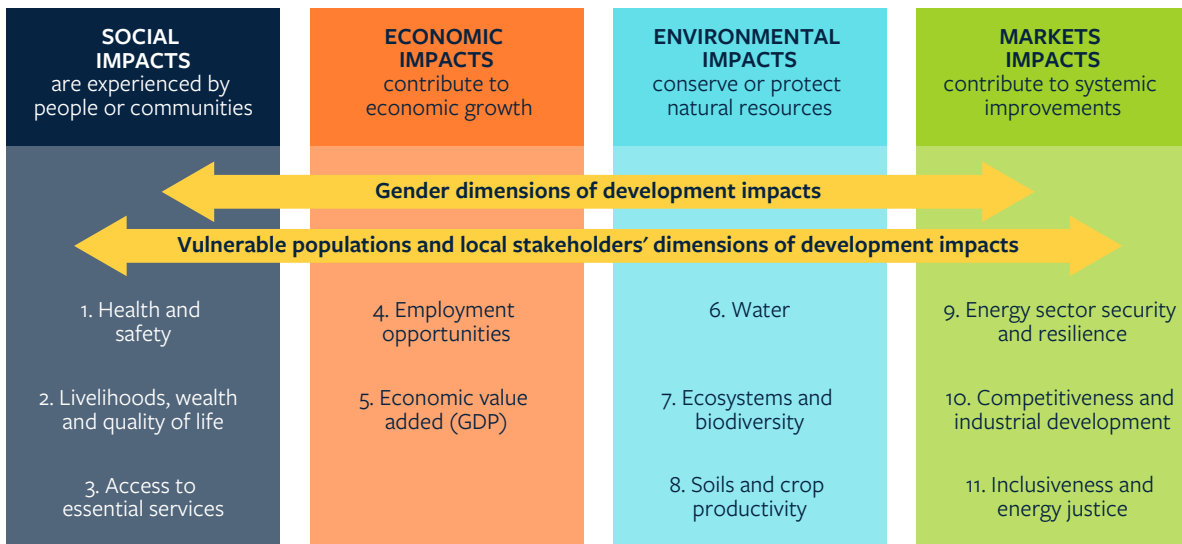 SOCIAL
IMPACTS
are experienced by
people or communities
ECONOMIC
IMPACTS
contribute to
economic growth
ENVIRONMENTAL
IMPACTS
conserve or protect
natural resources
MARKETS
IMPACTS
contribute to systemic
improvements
Gender dimensions of development impacts
Vulnerable populations and local stakeholders’ dimensions of development impacts
1. Health and
safety
2. Livelihoods, wealth
and quality of life
3. Access to
essential services
4. Employment
opportunities
5. Economic value
added (GDP)
6. Water
7. Ecosystems and
biodiversity
8. Soils and crop
productivity
9. Energy sector security
and resilience
10. Competitiveness and
industrial development
11. Inclusiveness and
energy justice